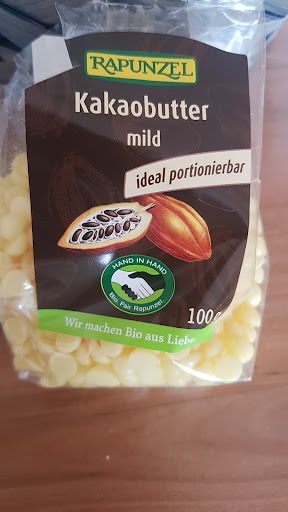 RAPUNZEL
Kakaobutter
mild
ideal portionierbar
HAND IN HAND
Bio. Fair. Rapunzel.
100g
Wir machen Bio aus Liebe